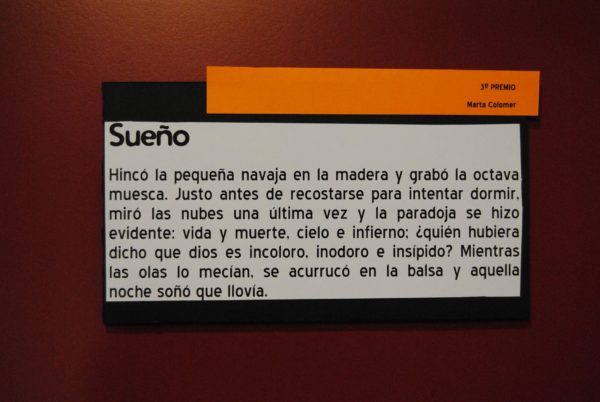 3º PREMIO
Marta Colomer
Sueño
Hincó la pequeña navaja en la madera y grabó la octava
muesca. Justo antes de recostarse para intentar dormir,
miró las nubes una última vez y la paradoja se hizo
evidente: vida y muerte, cielo e infierno; ¿quién hubiera
dicho que dios es incoloro, inodoro e insípido? Mientras
las olas lo mecían, se acurrucó en la balsa y aquella
noche soñó que llovía.